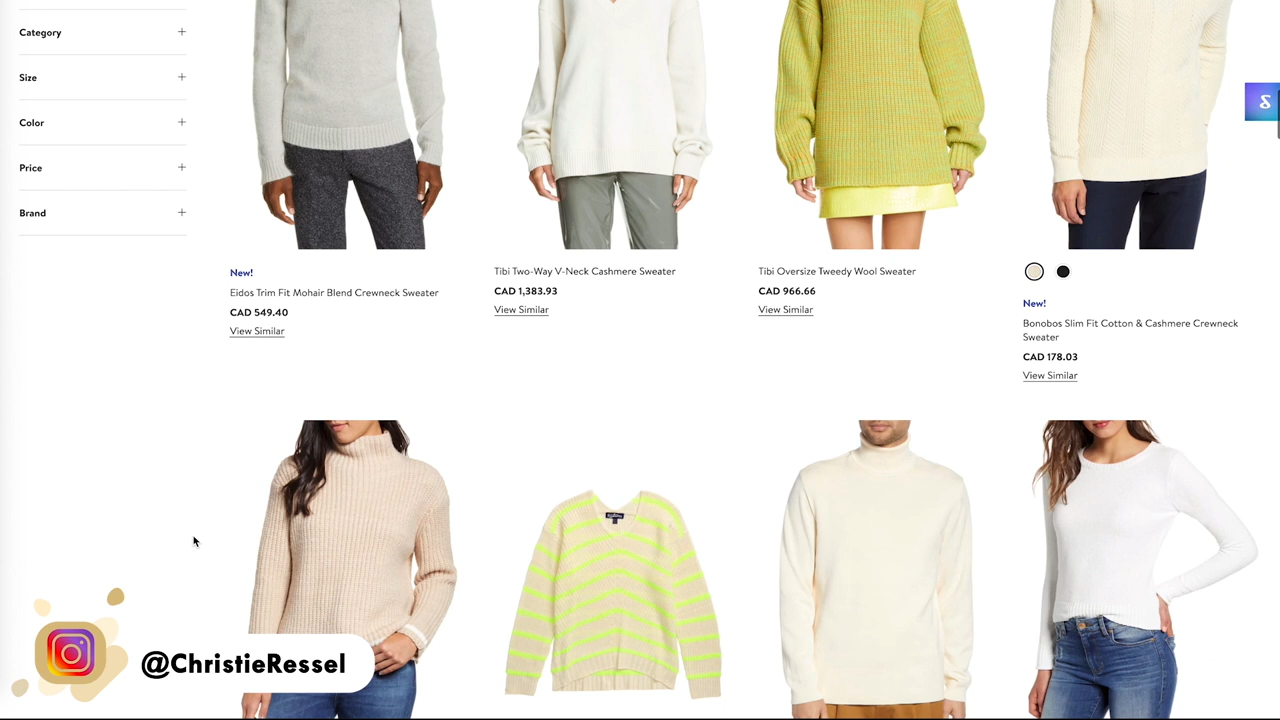 Category
Size
Color
Price
Brand
New!
Eidos Trim Fit Mohair Blend Crewneck Sweater
CAD 549.40
View Similar
Tibi Two-Way V-Neck Cashmere Sweater
CAD 1,383.93
View Similar
Tibi Oversize Tweedy Wool Sweater
CAD 966.66
View Similar
New!
Bonobos Slim Fit Cotton & Cashmere Crewneck
Sweater
CAD 178.03
View Similar
@ChristieRessel